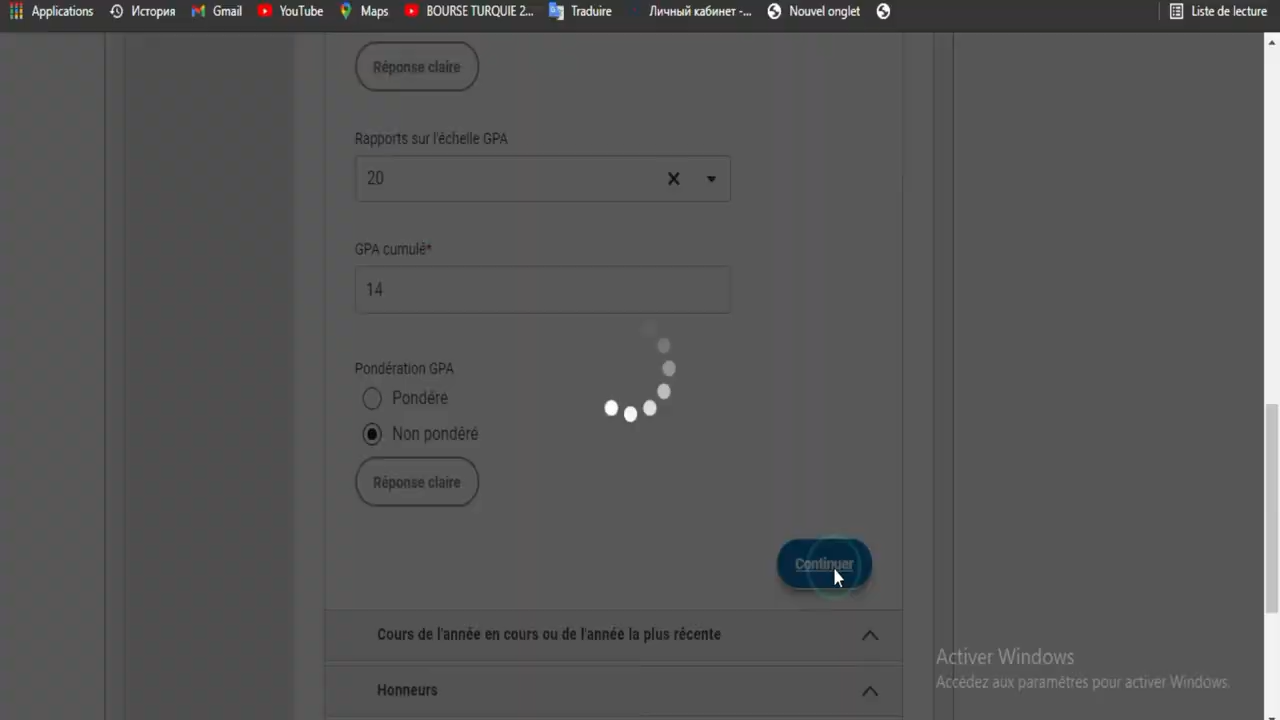 Applications История Gmail YouTube Maps BOURSE TURQUIE 2... Traduire Личный кабинет -... Nouvel onglet Liste de lecture
Réponse claire
Rapports sur l'échelle GPA
20
GPA cumulé*
14
Pondération GPA
Pondére
Non pondéré
Réponse claire
Continuer
Cours de l'année en cours ou de l'année la plus récente
Honneurs
Activer Windows
Accédez aux paramètres pour activer Windows.